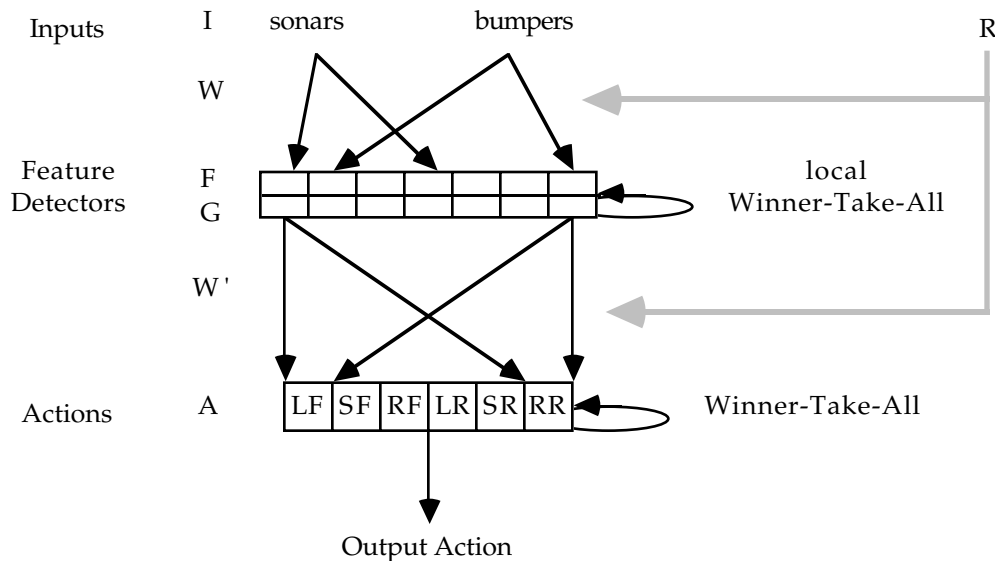 Inputs I sonars bumpers R
W
Feature Detectors F G local Winner-Take-All
W'
Actions A LF SF RF LR SR RR Winner-Take-All
Output Action